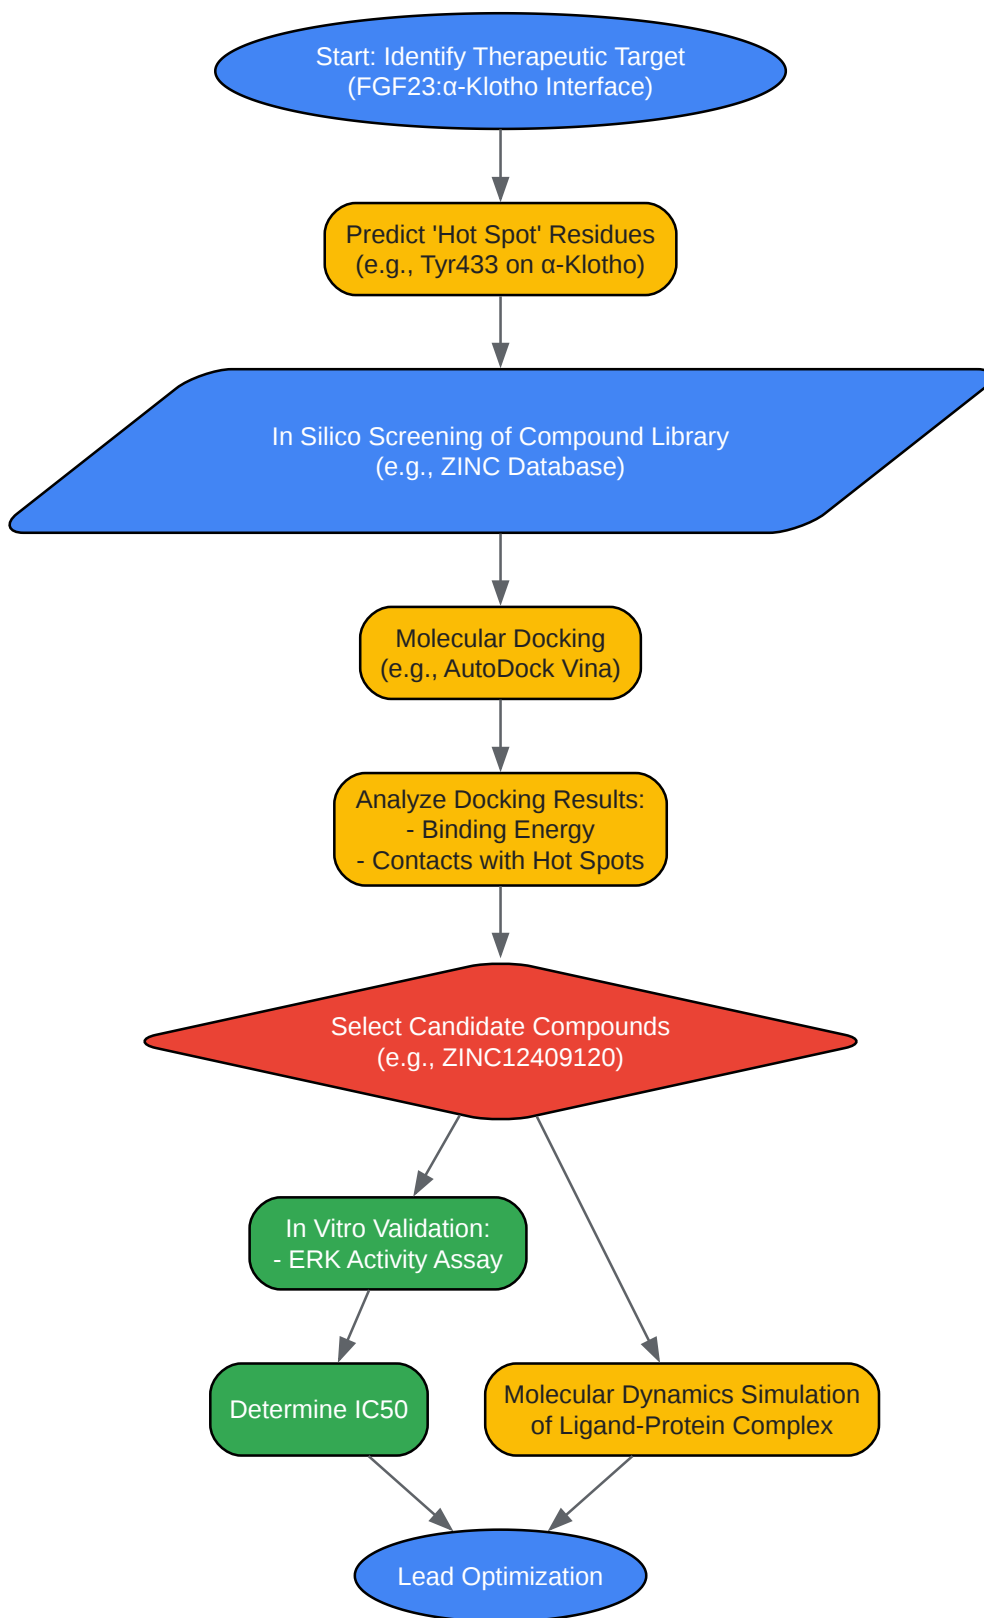 Start: Identify Therapeutic Target
(FGF23:α-Klotho Interface)
Predict 'Hot Spot' Residues
(e.g., Tyr433 on α-Klotho)
In Silico Screening of Compound Library
(e.g., ZINC Database)
Molecular Docking
(e.g., AutoDock Vina)
Analyze Docking Results:
- Binding Energy
- Contacts with Hot Spots
Select Candidate Compounds
(e.g., ZINC12409120)
In Vitro Validation:
- ERK Activity Assay
Determine IC50
Molecular Dynamics Simulation
of Ligand-Protein Complex
Lead Optimization